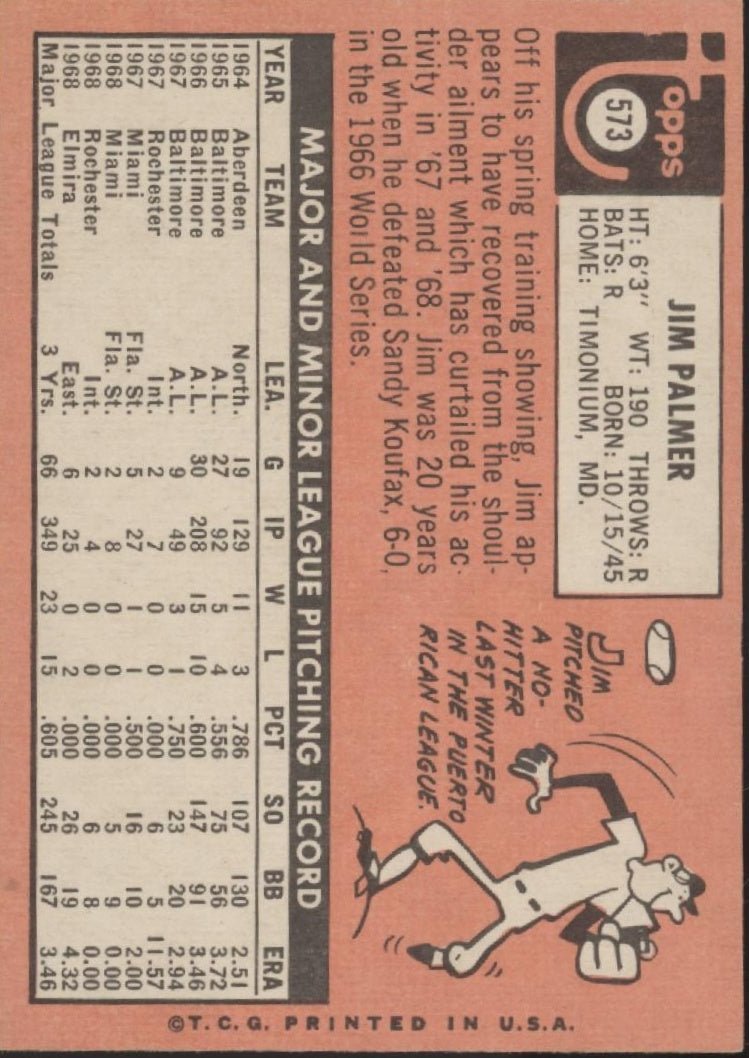 Topps
573
JIM PALMER
HT: 6'3" WT: 190 THROWS: R
BATS: R BORN: 10/15/45
HOME: TIMONIUM, MD.
Off his spring training showing, Jim ap-
pears to have recovered from the shoul-
der ailment which has curtailed his ac-
tivity in '67 and '68. Jim was 20 years
old when he defeated Sandy Koufax, 6-0,
in the 1966 World Series.
JIM
PITCHED
A NO-
HITTER
LAST WINTER
IN THE PUERTO
RICAN LEAGUE.
MAJOR AND MINOR LEAGUE PITCHING RECORD
YEAR TEAM LEA. G IP W L PCT SO BB ERA
1964 Aberdeen North. 19 129 11 3 .786 107 130 2.51
1965 Baltimore A.L. 27 92 5 4 .556 75 56 3.72
1966 Baltimore A.L. 30 208 15 10 .600 147 91 3.46
1967 Baltimore A.L. 9 49 3 1 .750 23 20 2.94
1967 Rochester Int. 2 7 0 0 .000 6 5 11.57
1967 Miami Fla. St. 5 27 1 1 .500 16 10 2.00
1968 Miami Fla. St. 2 8 0 0 .000 5 9 0.00
1968 Rochester Int. 2 4 0 0 .000 6 8 0.00
1968 Elmira East. 6 25 0 2 .000 26 19 4.32
Major League Totals 3 Yrs. 66 349 23 15 .605 245 167 3.46
©T.C.G. PRINTED IN U.S.A.